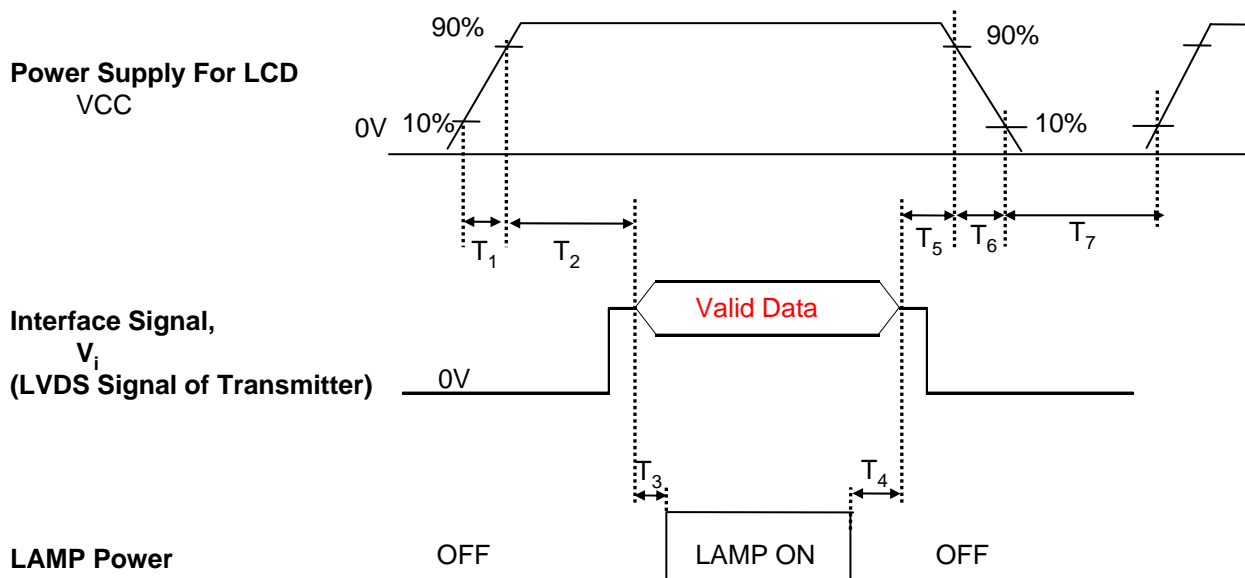 90%
90%
Power Supply For LCD
VCC
0V
10%
10%
T1
T2
T5
T6
T7
Valid Data
Interface Signal,
Vi
(LVDS Signal of Transmitter)
0V
T3
T4
LAMP Power
OFF
LAMP ON
OFF